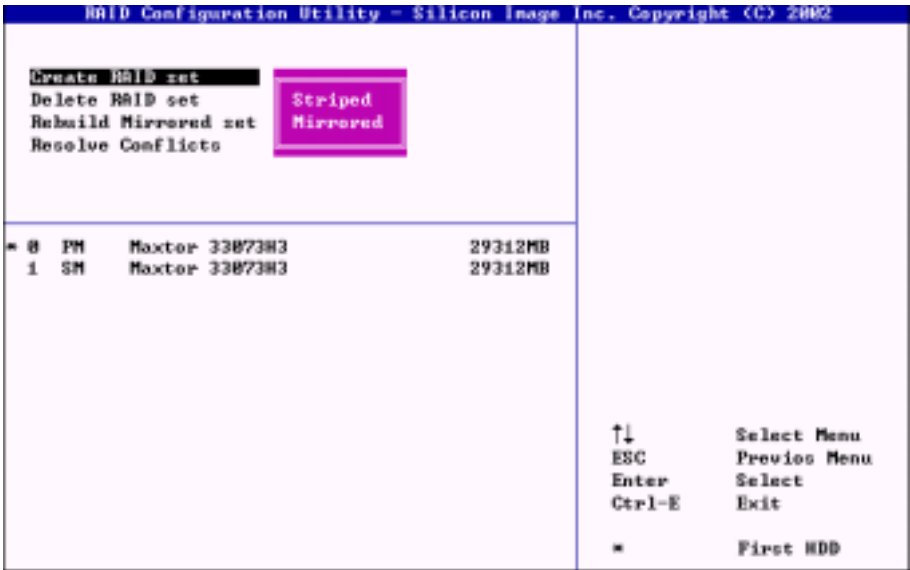 RAID Configuration Utility - Silicon Image Inc. Copyright (C) 2002
Create RAID set
Delete RAID set
Rebuild Mirrored set
Resolve Conflicts
Striped
Mirrored
* 0 PM Maxtor 33073H3 29312MB
1 SM Maxtor 33073H3 29312MB
↑↓ Select Menu
ESC Previos Menu
Enter Select
Ctrl-E Exit
* First HDD